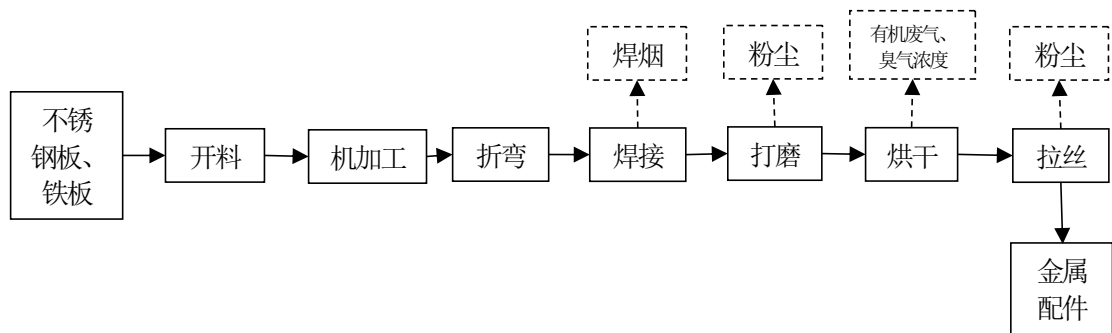 焊烟
粉尘
有机废气、
臭气浓度
粉尘
不锈
钢板、
铁板
开料
机加工
折弯
焊接
打磨
烘干
拉丝
金属
配件